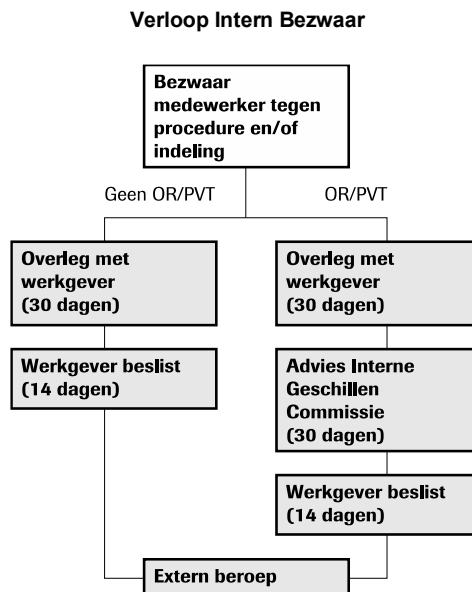 Verloop Intern Bezwaar
Bezwaar
medewerker tegen
procedure en/of
indeling
Geen OR/PVT
OR/PVT
Overleg met
werkgever
(30 dagen)
Werkgever beslist
(14 dagen)
Overleg met
werkgever
(30 dagen)
Advies Interne
Geschillen
Commissie
(30 dagen)
Werkgever beslist
(14 dagen)
Extern beroep